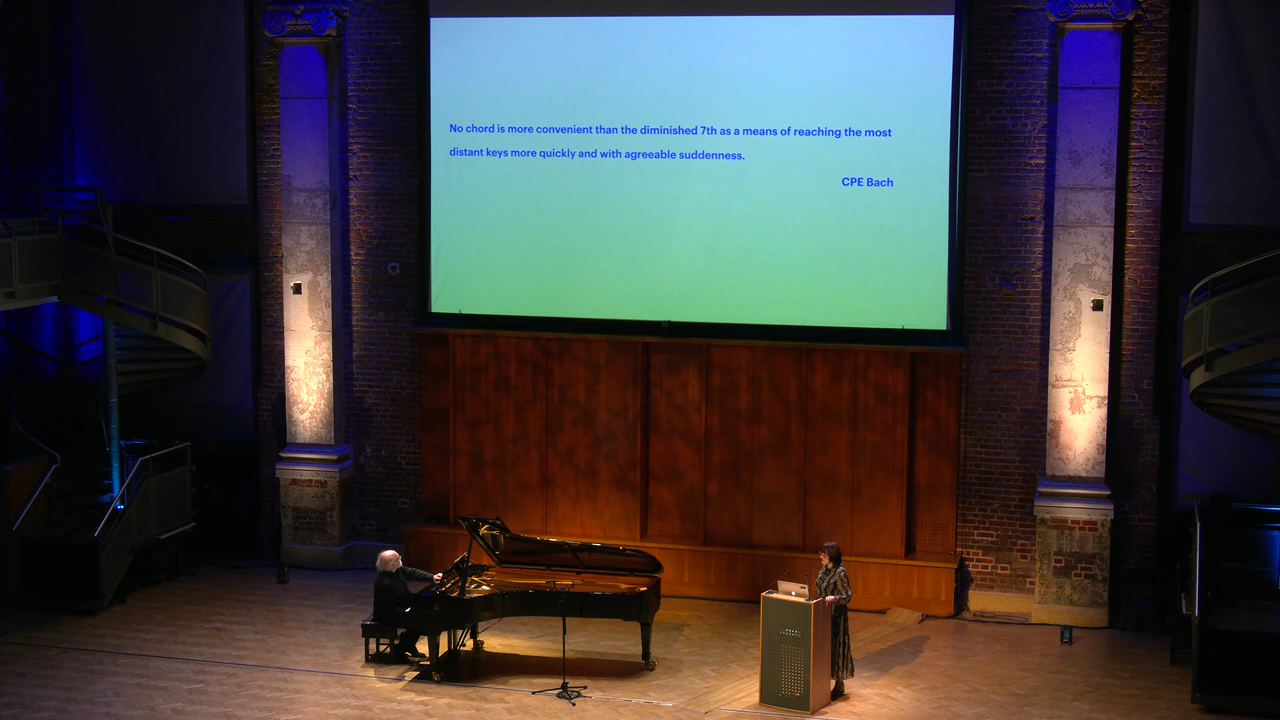 No chord is more convenient than the diminished 7th as a means of reaching the most
distant keys more quickly and with agreeable suddenness.
CPE Bach